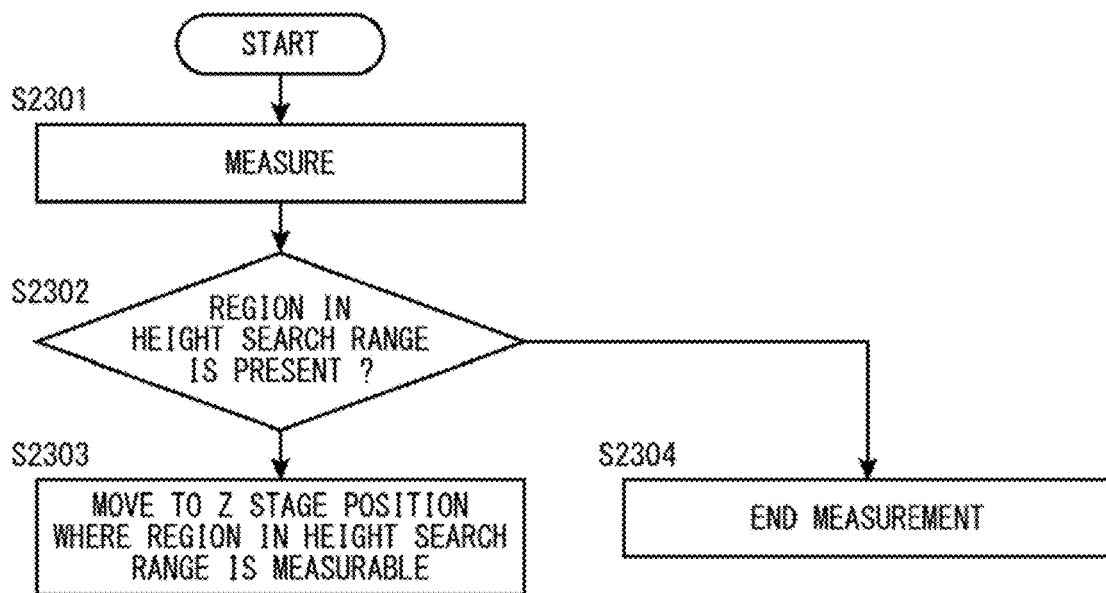 START
S2301
MEASURE
S2302
REGION IN
HEIGHT SEARCH RANGE
IS PRESENT ?
S2303
MOVE TO Z STAGE POSITION
WHERE REGION IN HEIGHT SEARCH
RANGE IS MEASURABLE
S2304
END MEASUREMENT